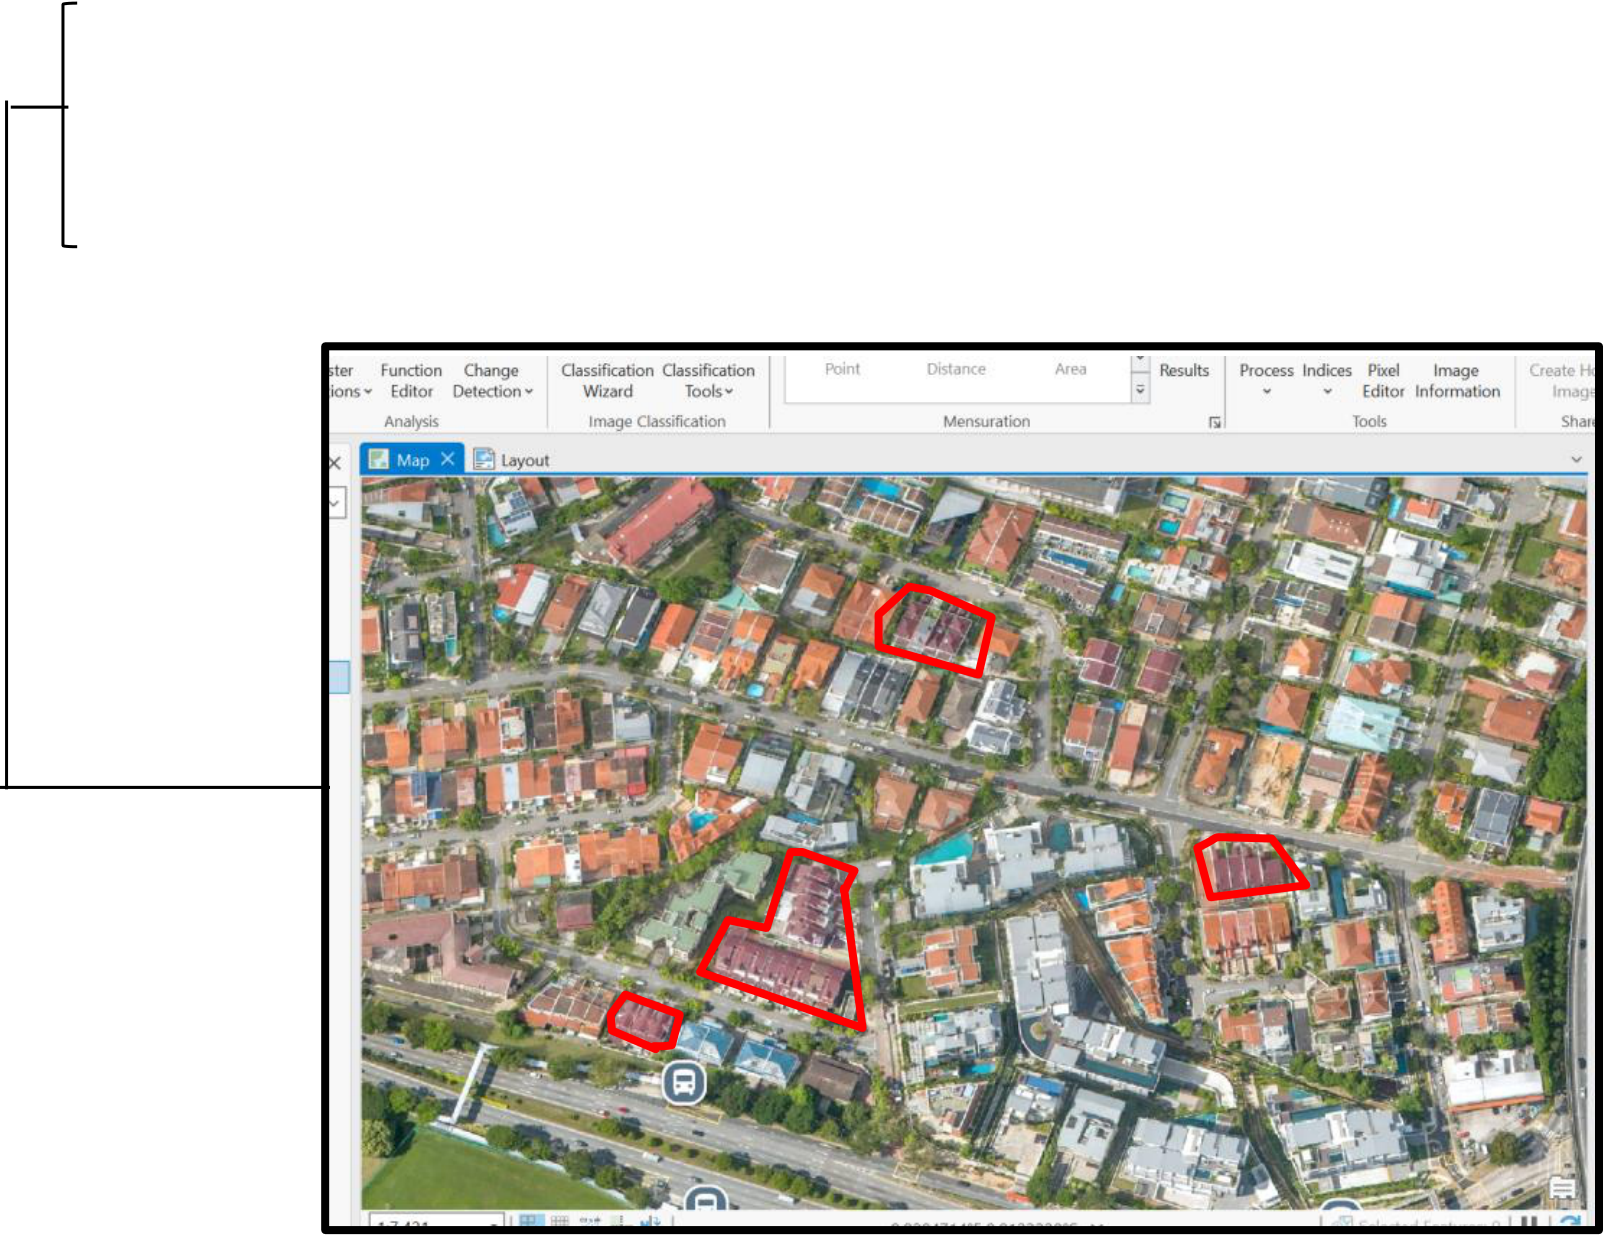 Function Change Classification Classification Point Distance Area Results Process Indices Pixel Image Create
Editor Detection Wizard Tools Editor Information
Analysis Image Classification Mensuration Tools
Map Layout